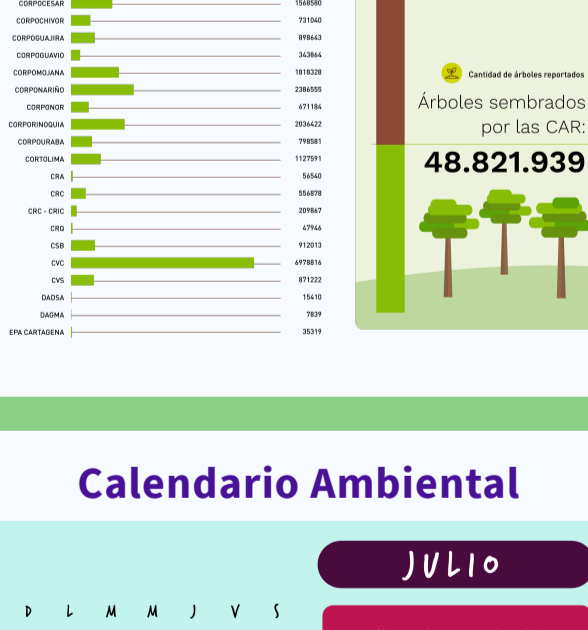 CORPOCESAR 1568580
CORPOCHIVOR 731040
CORPOGUAJIRA 898643
CORPOGUAVIO 343864
CORPOMOJANA 1818328
CORPONARIÑO 2386555
CORPONOR 671184
CORPORINOQUIA 2036422
CORPOURABA 798581
CORTOLIMA 1127591
CRA 56540
CRC 556878
CRC - CRIC 209867
CRQ 47946
CSB 912013
CVC 6978816
CVS 871222
DADSA 15410
DAGMA 7839
EPA CARTAGENA 35319
Cantidad de árboles reportados
Árboles sembrados
por las CAR:
48.821.939
Calendario Ambiental
JULIO
D L M M J V S